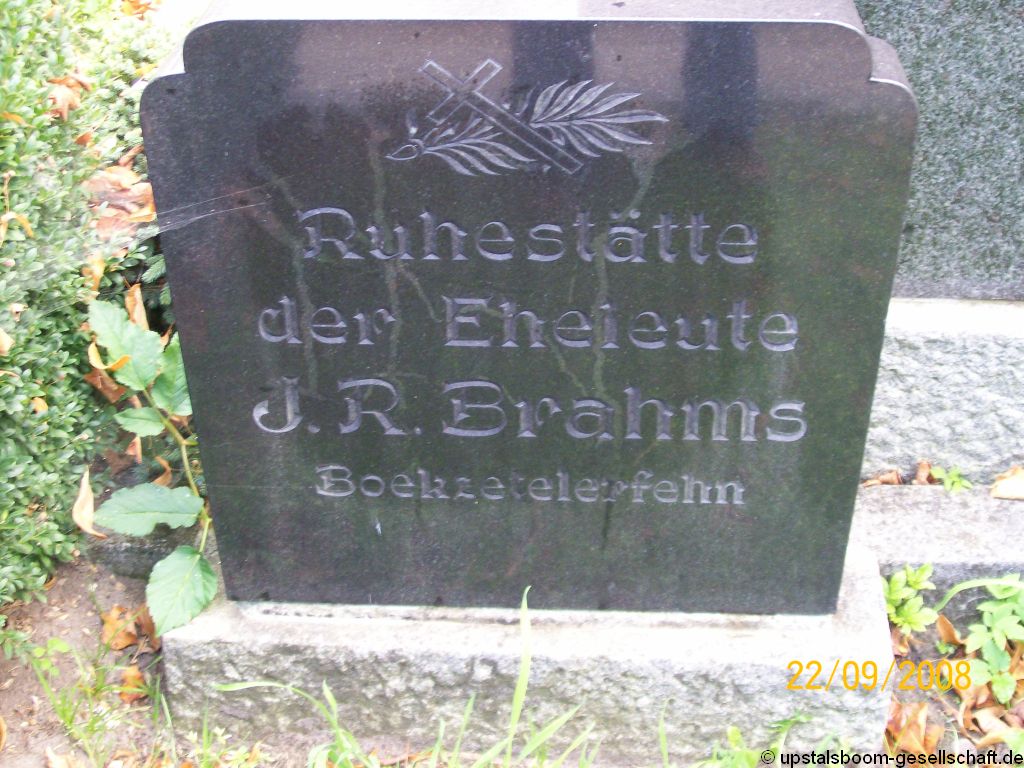 Ruhestätte
der Eheleute
J. R. Brahms
Boekzetelerfehn
22/09/2008
© upstalsboom-gesellschaft.de